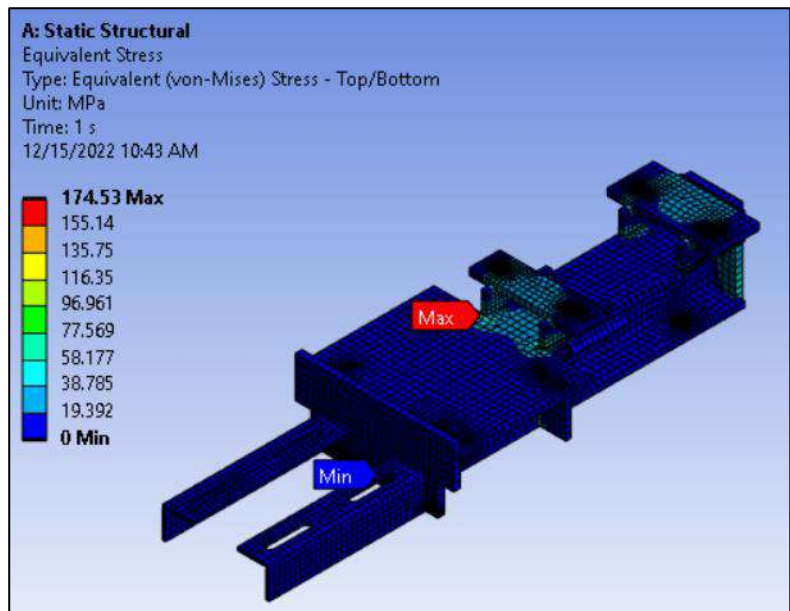 A: Static Structural
Equivalent Stress
Type: Equivalent (von-Mises) Stress - Top/Bottom
Unit: MPa
Time: 1 s
12/15/2022 10:43 AM
174.53 Max
155.14
135.75
116.35
96.961
77.569
58.177
38.785
19.392
0 Min
Max
Min